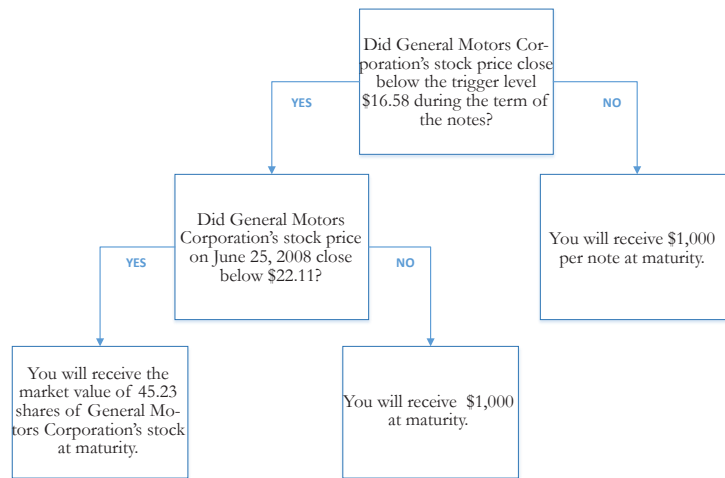 Did General Motors Cor-
poration's stock price close
below the trigger level
$16.58 during the term of
the notes?
YES
NO
Did General Motors
Corporation's stock price
on June 25, 2008 close
below $22.11?
You will receive $1,000
per note at maturity.
YES
NO
You will receive the
market value of 45.23
shares of General Mo-
tors Corporation's stock
at maturity.
You will receive $1,000
at maturity.